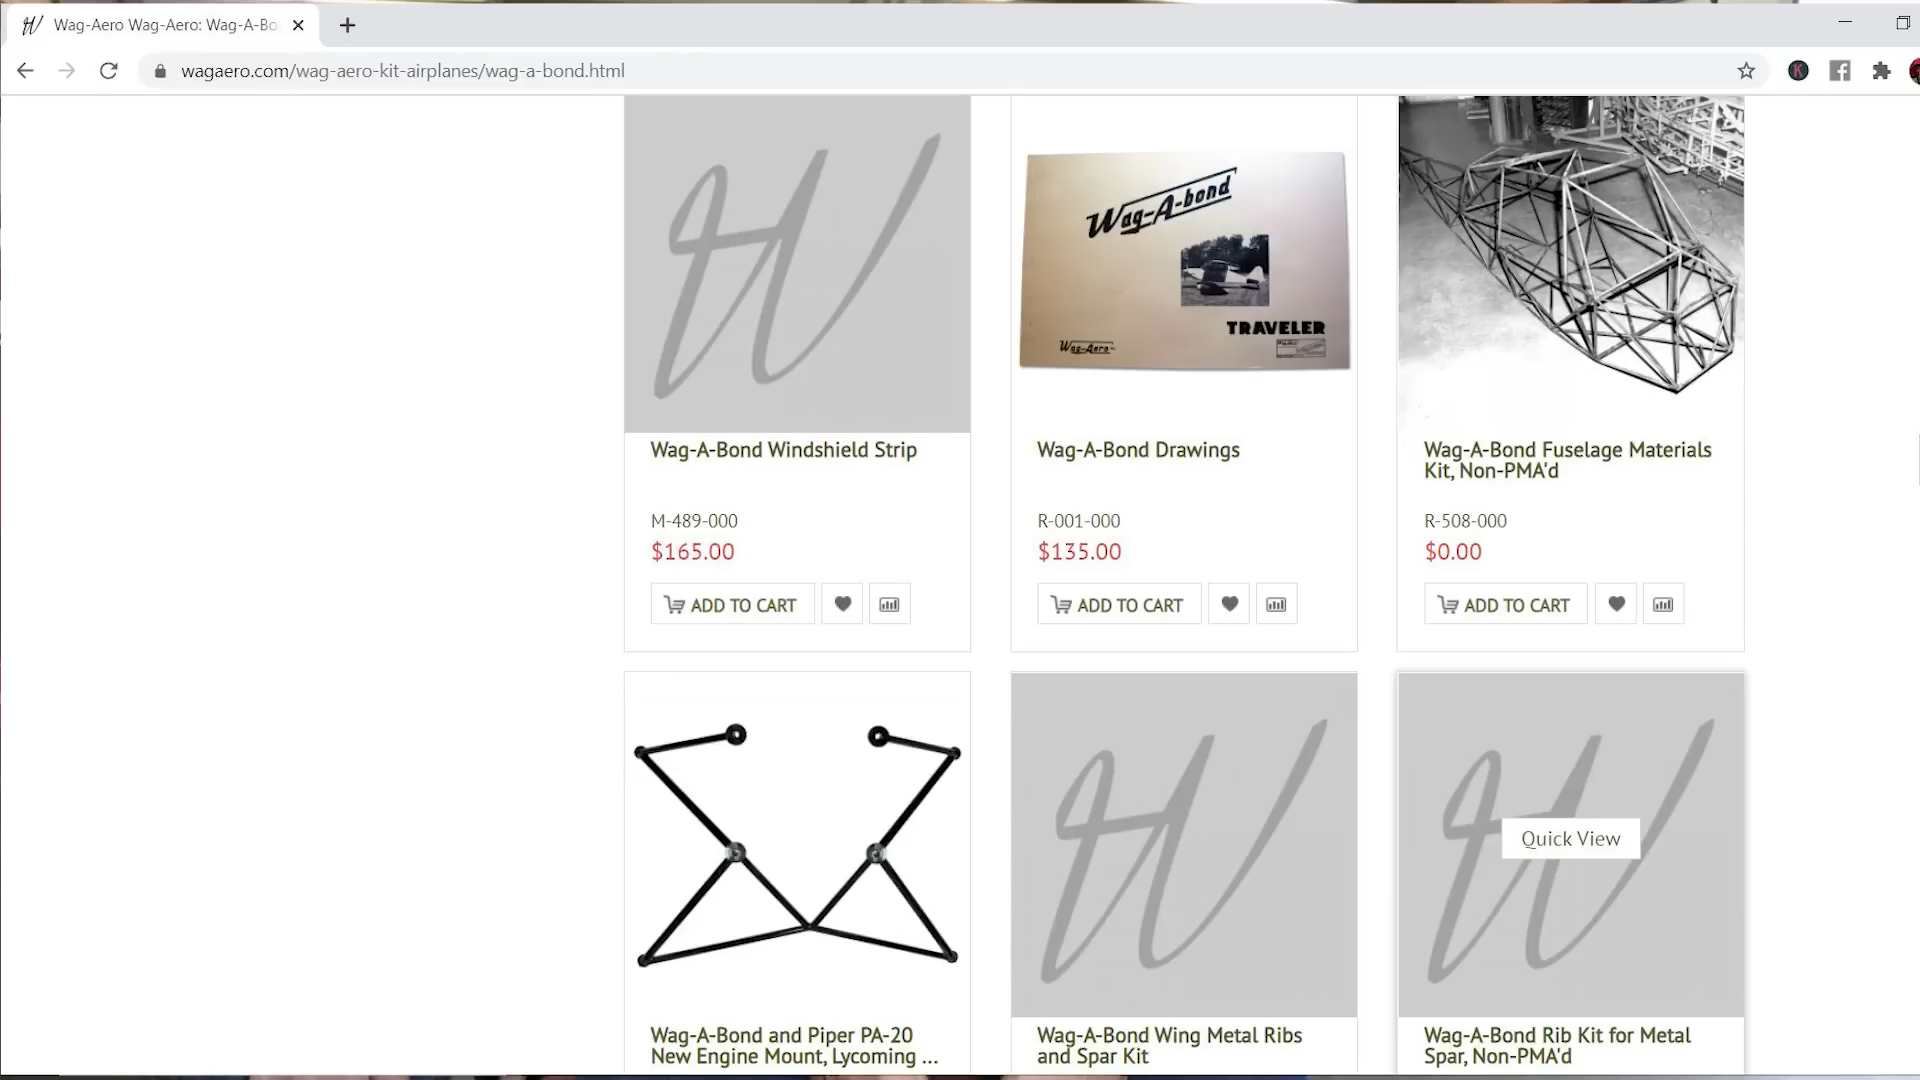 Wag-Aero Wag-Aero: Wag-A-Bo
wagaero.com/wag-aero-kit-airplanes/wag-a-bond.html
Wag-A-bond
TRAVELER
Wag-Aero
Wag-A-Bond Windshield Strip
M-489-000
$165.00
ADD TO CART
Wag-A-Bond Drawings
R-001-000
$135.00
ADD TO CART
Wag-A-Bond Fuselage Materials
Kit, Non-PMA'd
R-508-000
$0.00
ADD TO CART
Wag-A-Bond and Piper PA-20
New Engine Mount, Lycoming ...
Wag-A-Bond Wing Metal Ribs
and Spar Kit
Quick View
Wag-A-Bond Rib Kit for Metal
Spar, Non-PMA'd